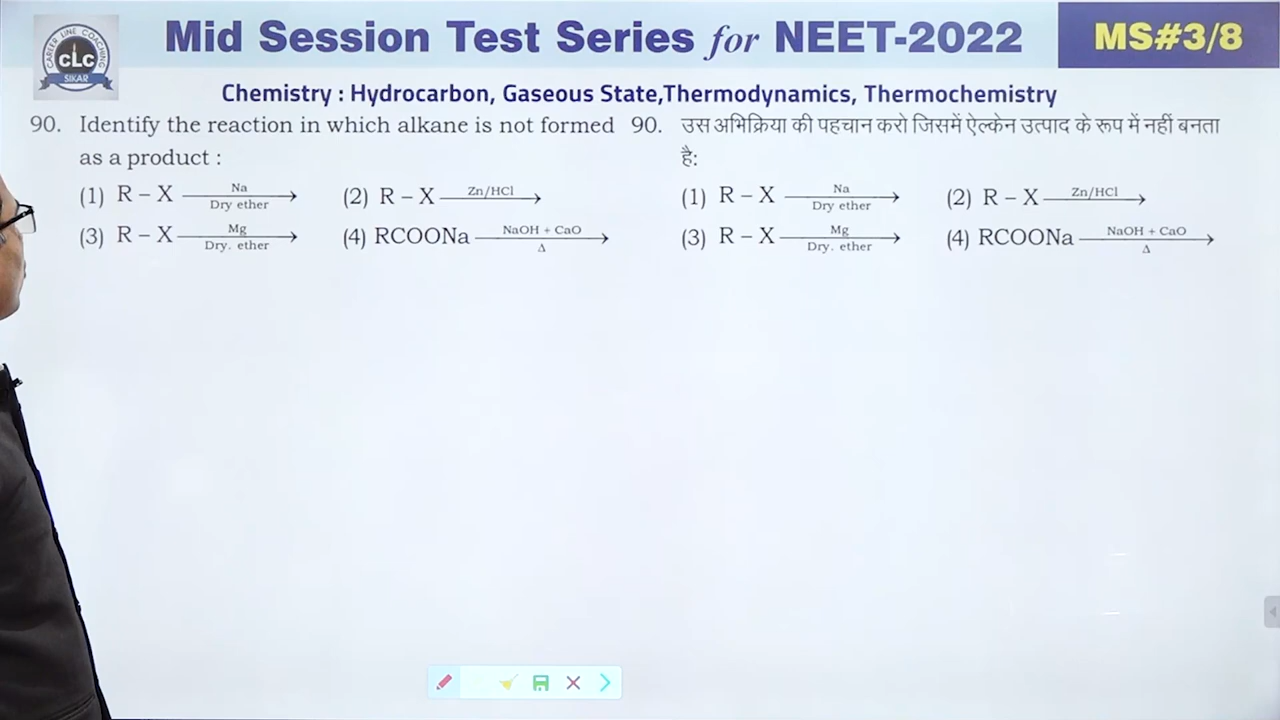 CAREER LINE COACHING
CLC
SIKAR
Mid Session Test Series for NEET-2022
MS#3/8
Chemistry : Hydrocarbon, Gaseous State,Thermodynamics, Thermochemistry
90. Identify the reaction in which alkane is not formed
as a product :
(1) R – X Na Dry ether (2) R – X Zn/HCl
(3) R – X Mg Dry. ether (4) RCOONa NaOH + CaO Δ
90. उस अभिक्रिया की पहचान करो जिसमें ऐल्केन उत्पाद के रूप में नहीं बनता
है:
(1) R – X Na Dry ether (2) R – X Zn/HCl
(3) R – X Mg Dry. ether (4) RCOONa NaOH + CaO Δ